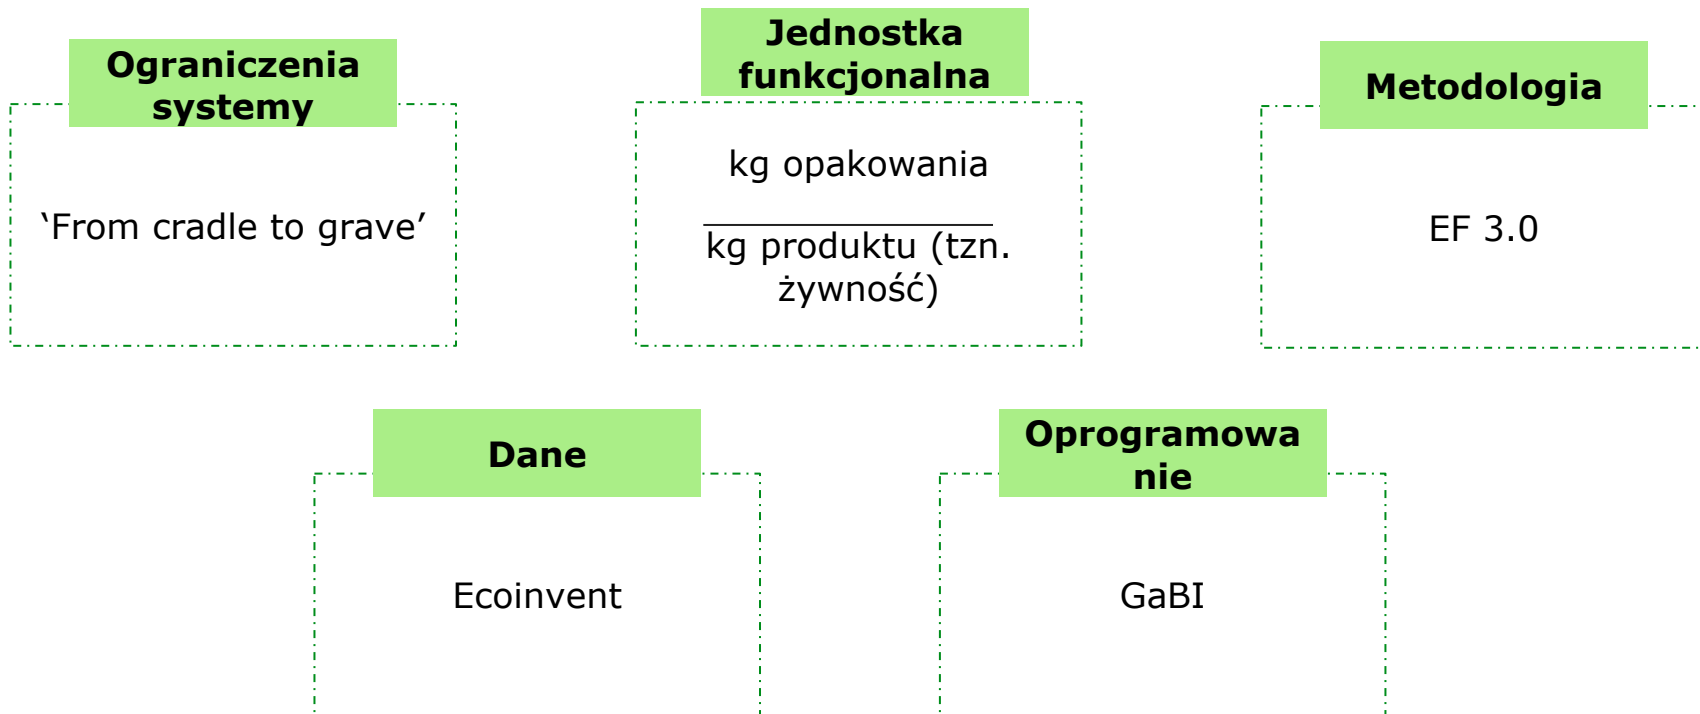 Ograniczenia
systemy
‘From cradle to grave’
Jednostka
funkcjonalna
kg opakowania
kg produktu (tzn.
żywność)
Metodologia
EF 3.0
Dane
Ecoinvent
Oprogramowa
nie
GaBI